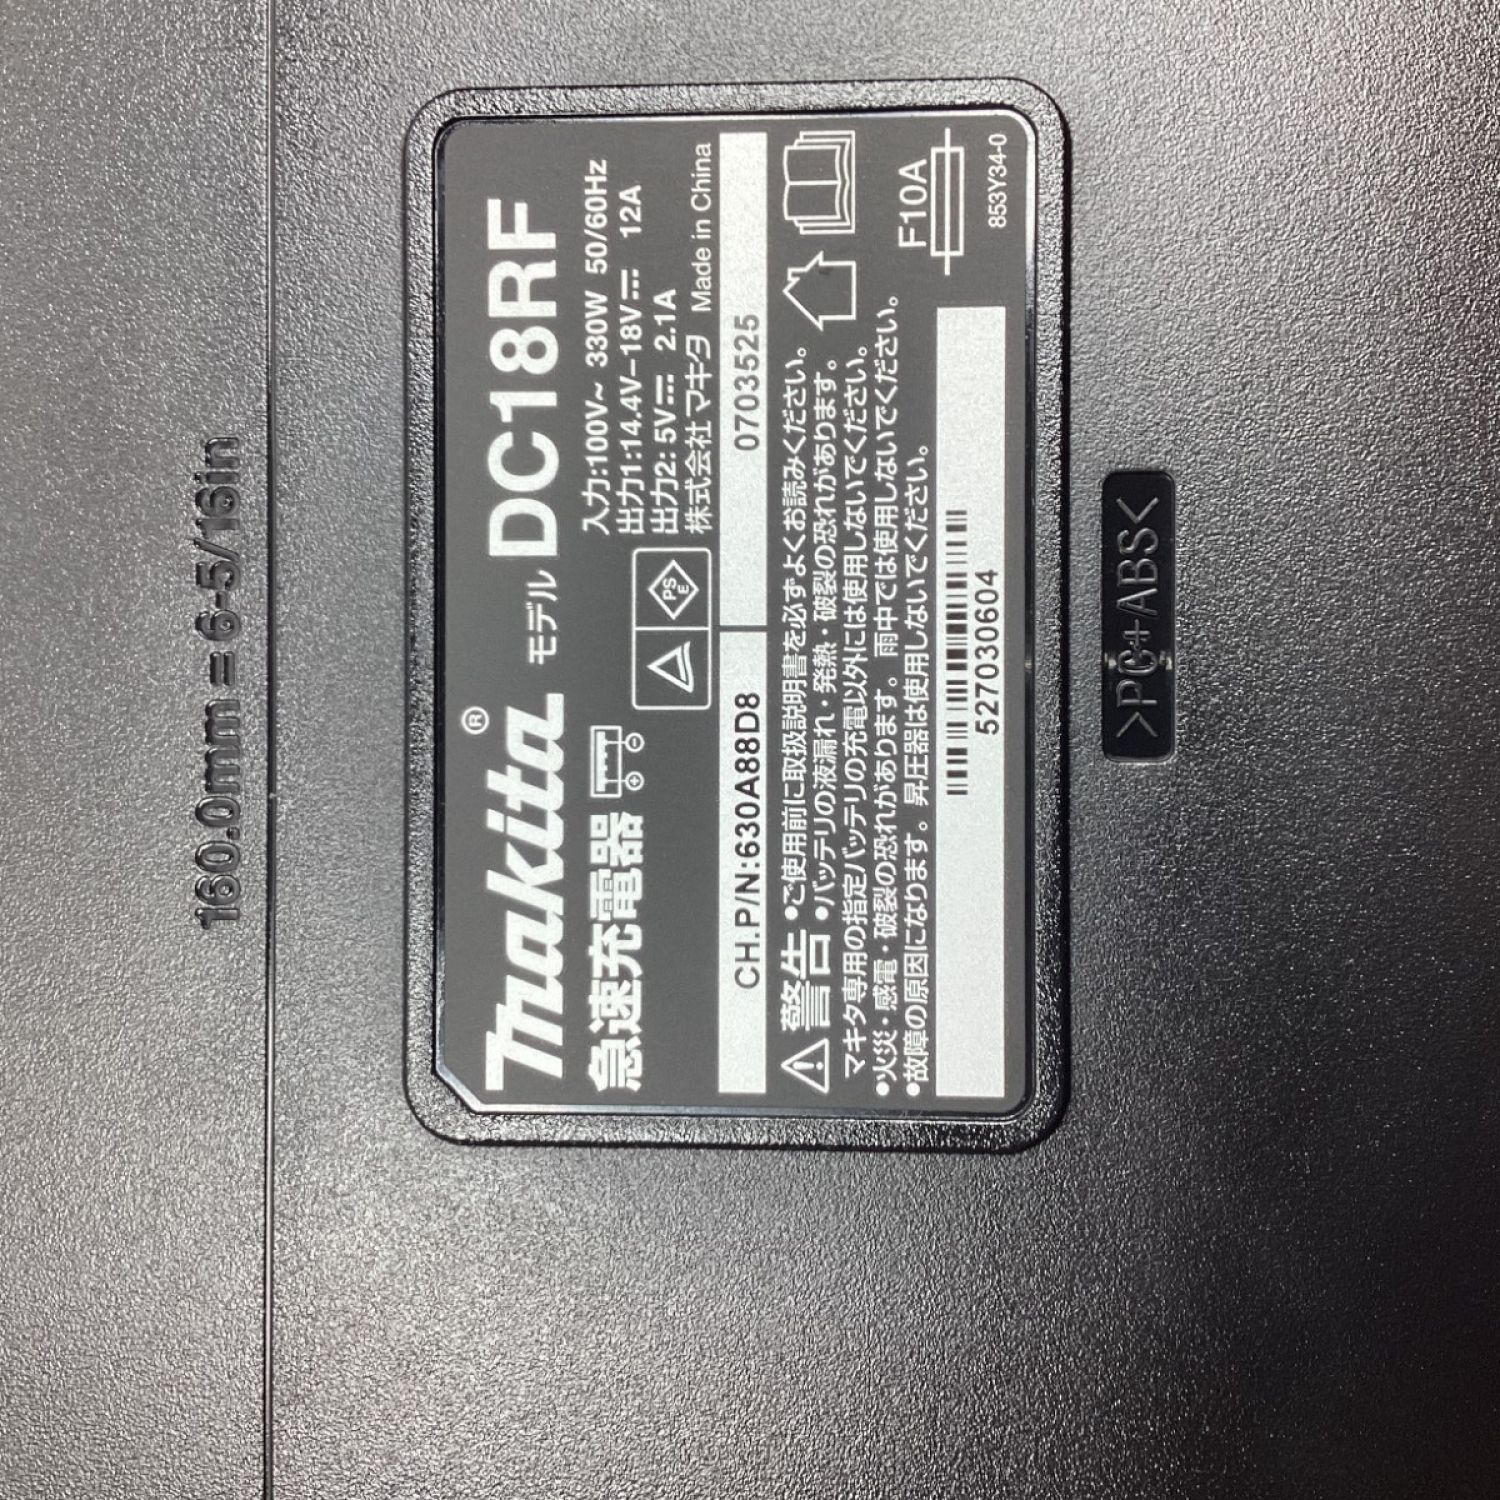 160.0mm = 6-5/16in
makita® モデル DC18RF
急速充電器
PS
E
入力:100V~ 330W 50/60Hz
出力1:14.4V-18V⎓ 12A
出力2: 5V⎓ 2.1A
株式会社マキタ Made in China
CH.P/N:630A88D8
0703525
⚠警告 •ご使用前に取扱説明書を必ずよくお読みください。
•バッテリの液漏れ・発熱・破裂の恐れがあります。
マキタ専用の指定バッテリの充電以外には使用しないでください。
•火災・感電・破裂の恐れがあります。雨中では使用しないでください。
•故障の原因になります。昇圧器は使用しないでください。
F10A
853Y34-0
527030604
>PC+ABS<